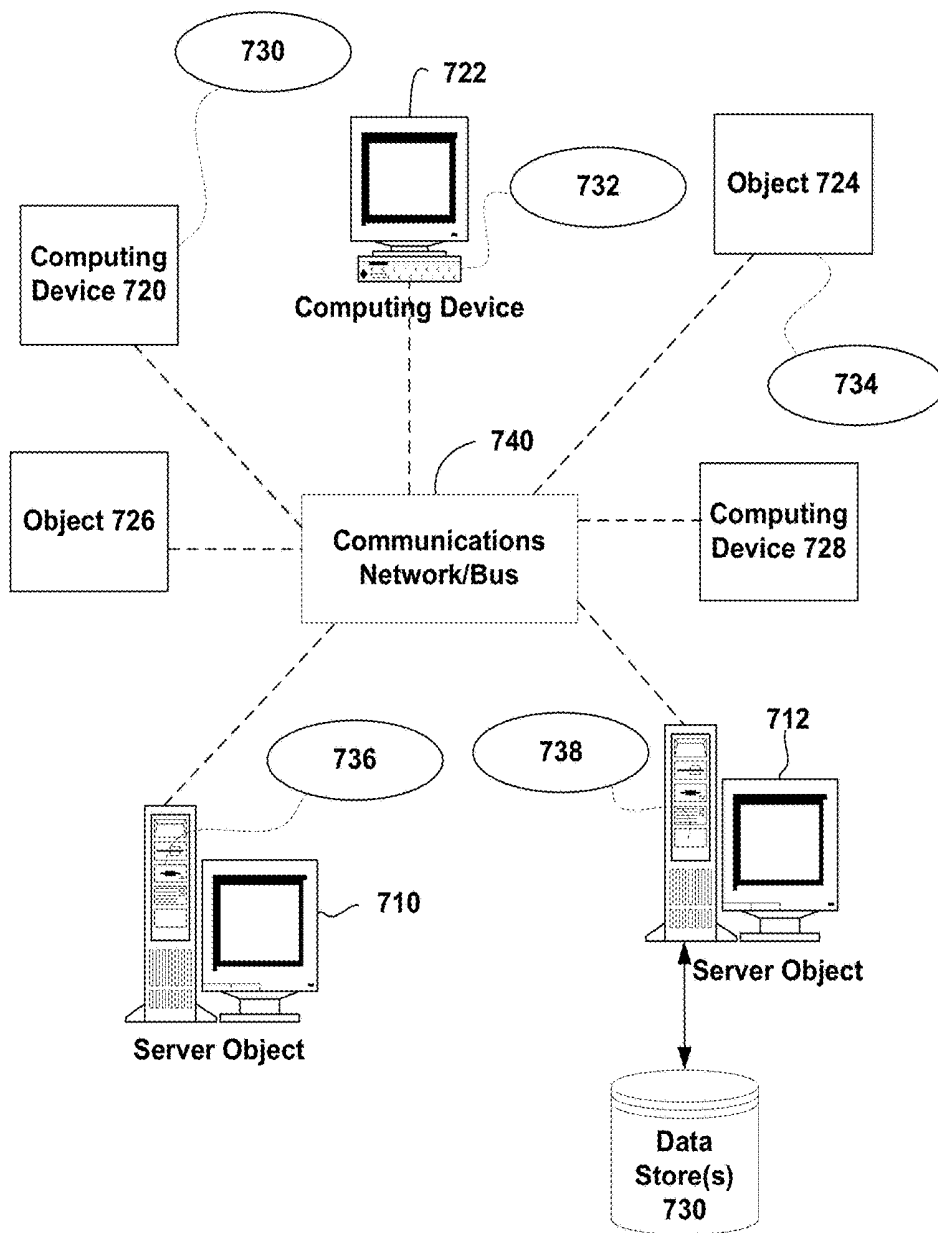 730
722
732
Object 724
Computing
Device 720
Computing Device
734
740
Object 726
Communications
Network/Bus
Computing
Device 728
736
738
712
710
Server Object
Server Object
Data
Store(s)
730